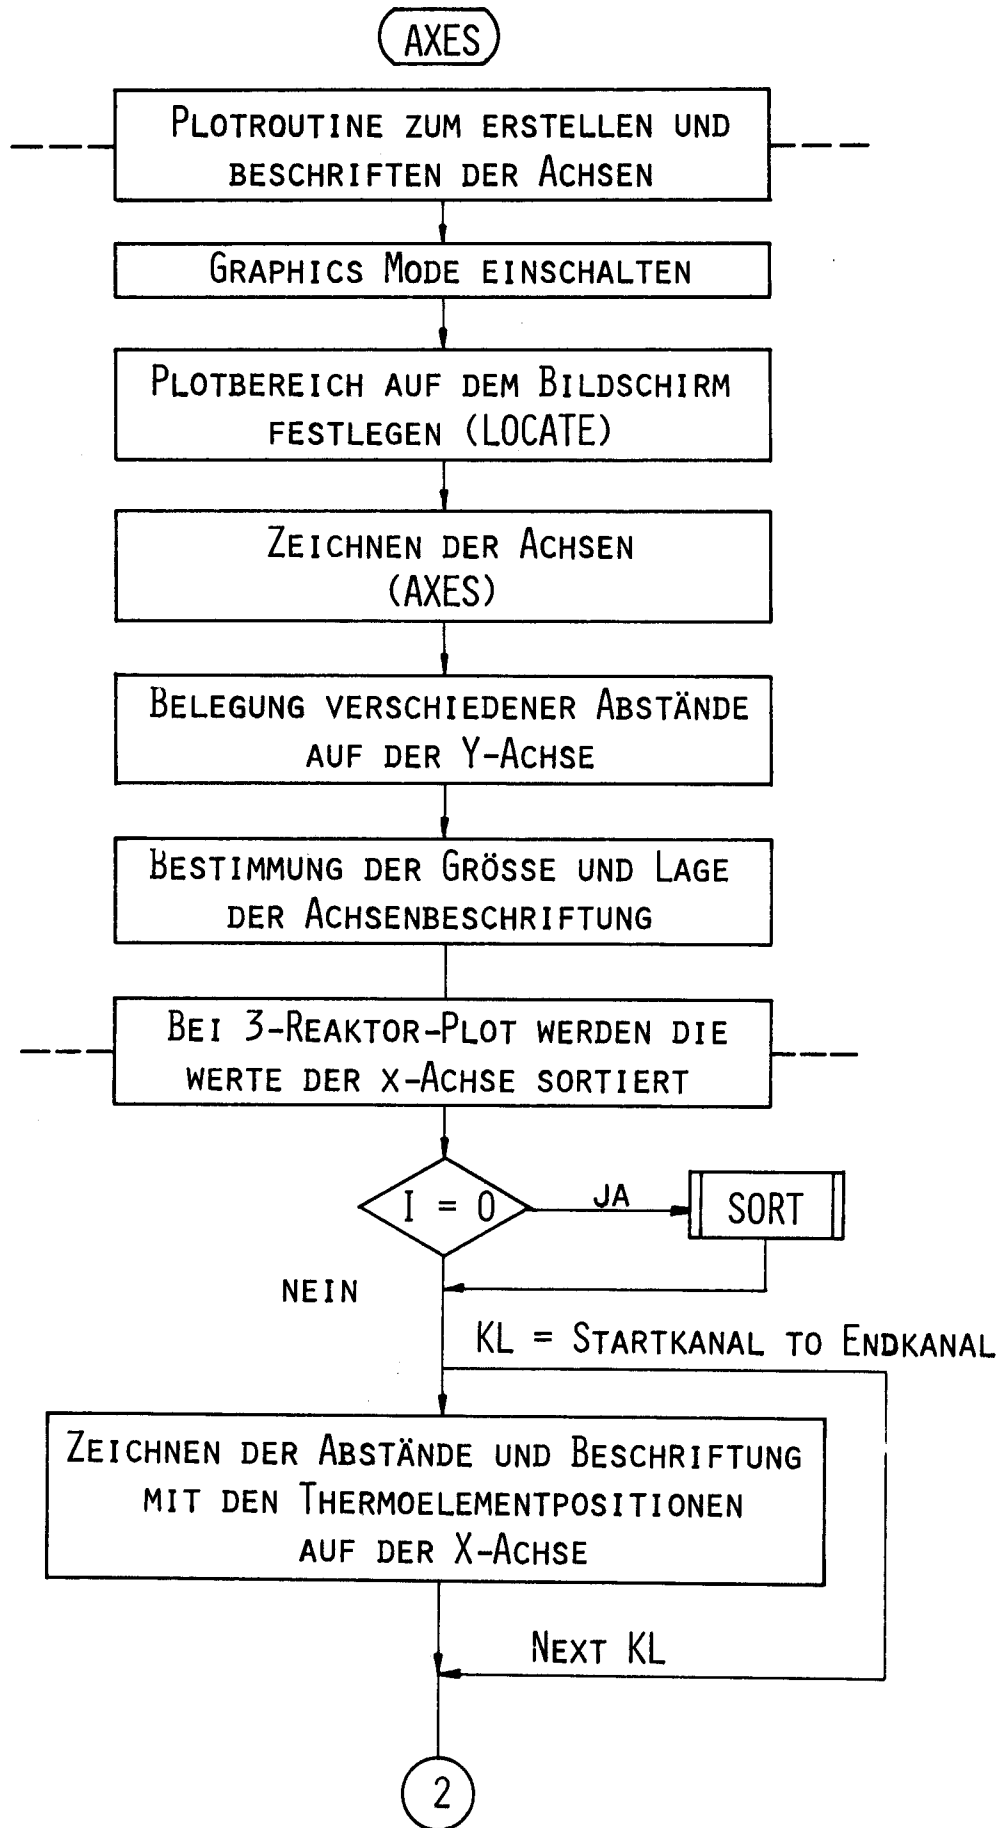 AXES
PLOTROUTINE ZUM ERSTELLEN UND
BESCHRIFTEN DER ACHSEN
GRAPHICS MODE EINSCHALTEN
PLOTBEREICH AUF DEM BILDSCHIRM
FESTLEGEN (LOCATE)
ZEICHNEN DER ACHSEN
(AXES)
BELEGUNG VERSCHIEDENER ABSTÄNDE
AUF DER Y-ACHSE
BESTIMMUNG DER GRÖSSE UND LAGE
DER ACHSENBESCHRIFTUNG
BEI 3-REAKTOR-PLOT WERDEN DIE
WERTE DER X-ACHSE SORTIERT
I = 0
JA
SORT
NEIN
KL = STARTKANAL TO ENDKANAL
ZEICHNEN DER ABSTÄNDE UND BESCHRIFTUNG
MIT DEN THERMOELEMENTPOSITIONEN
AUF DER X-ACHSE
NEXT KL
2